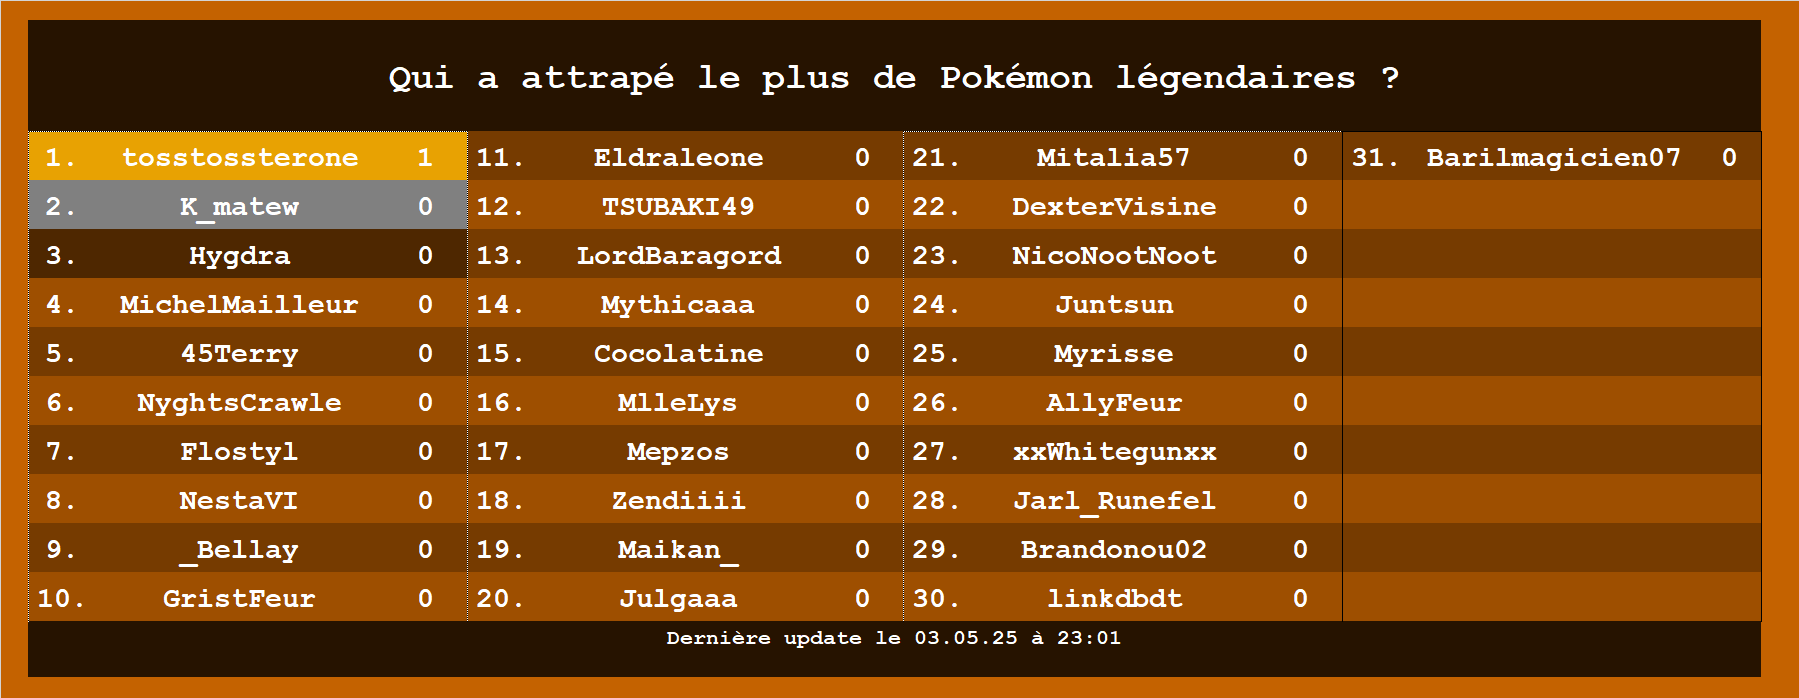 Qui a attrapé le plus de Pokémon légendaires ?
1. tosstossterone 1
2. K_matew 0
3. Hygdra 0
4. MichelMailleur 0
5. 45Terry 0
6. NyghtsCrawle 0
7. Flostyl 0
8. NestaVI 0
9. _Bellay 0
10. GristFeur 0
11. Eldraleone 0
12. TSUBAKI49 0
13. LordBaragord 0
14. Mythicaaa 0
15. Cocolatine 0
16. MlleLys 0
17. Mepzos 0
18. Zendiiii 0
19. Maikan_ 0
20. Julgaaa 0
21. Mitalia57 0
22. DexterVisine 0
23. NicoNootNoot 0
24. Juntsun 0
25. Myrisse 0
26. AllyFeur 0
27. xxWhitegunxx 0
28. Jarl_Runefel 0
29. Brandonou02 0
30. linkdbdt 0
31. Barilmagicien07 0
Dernière update le 03.05.25 à 23:01